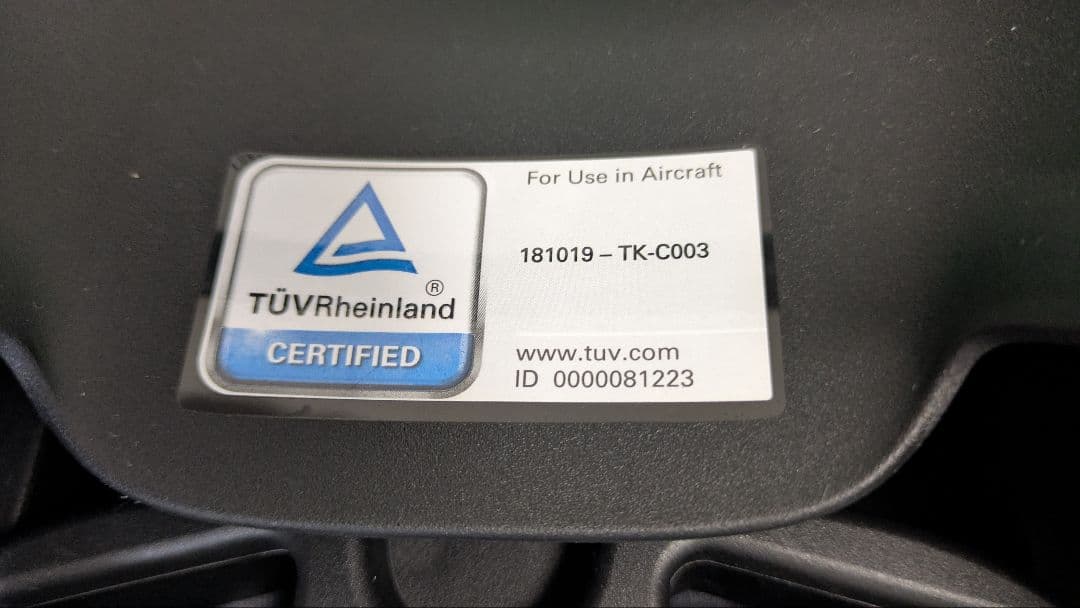 TÜVRheinland®
CERTIFIED
For Use in Aircraft
181019 – TK-C003
www.tuv.com
ID 0000081223